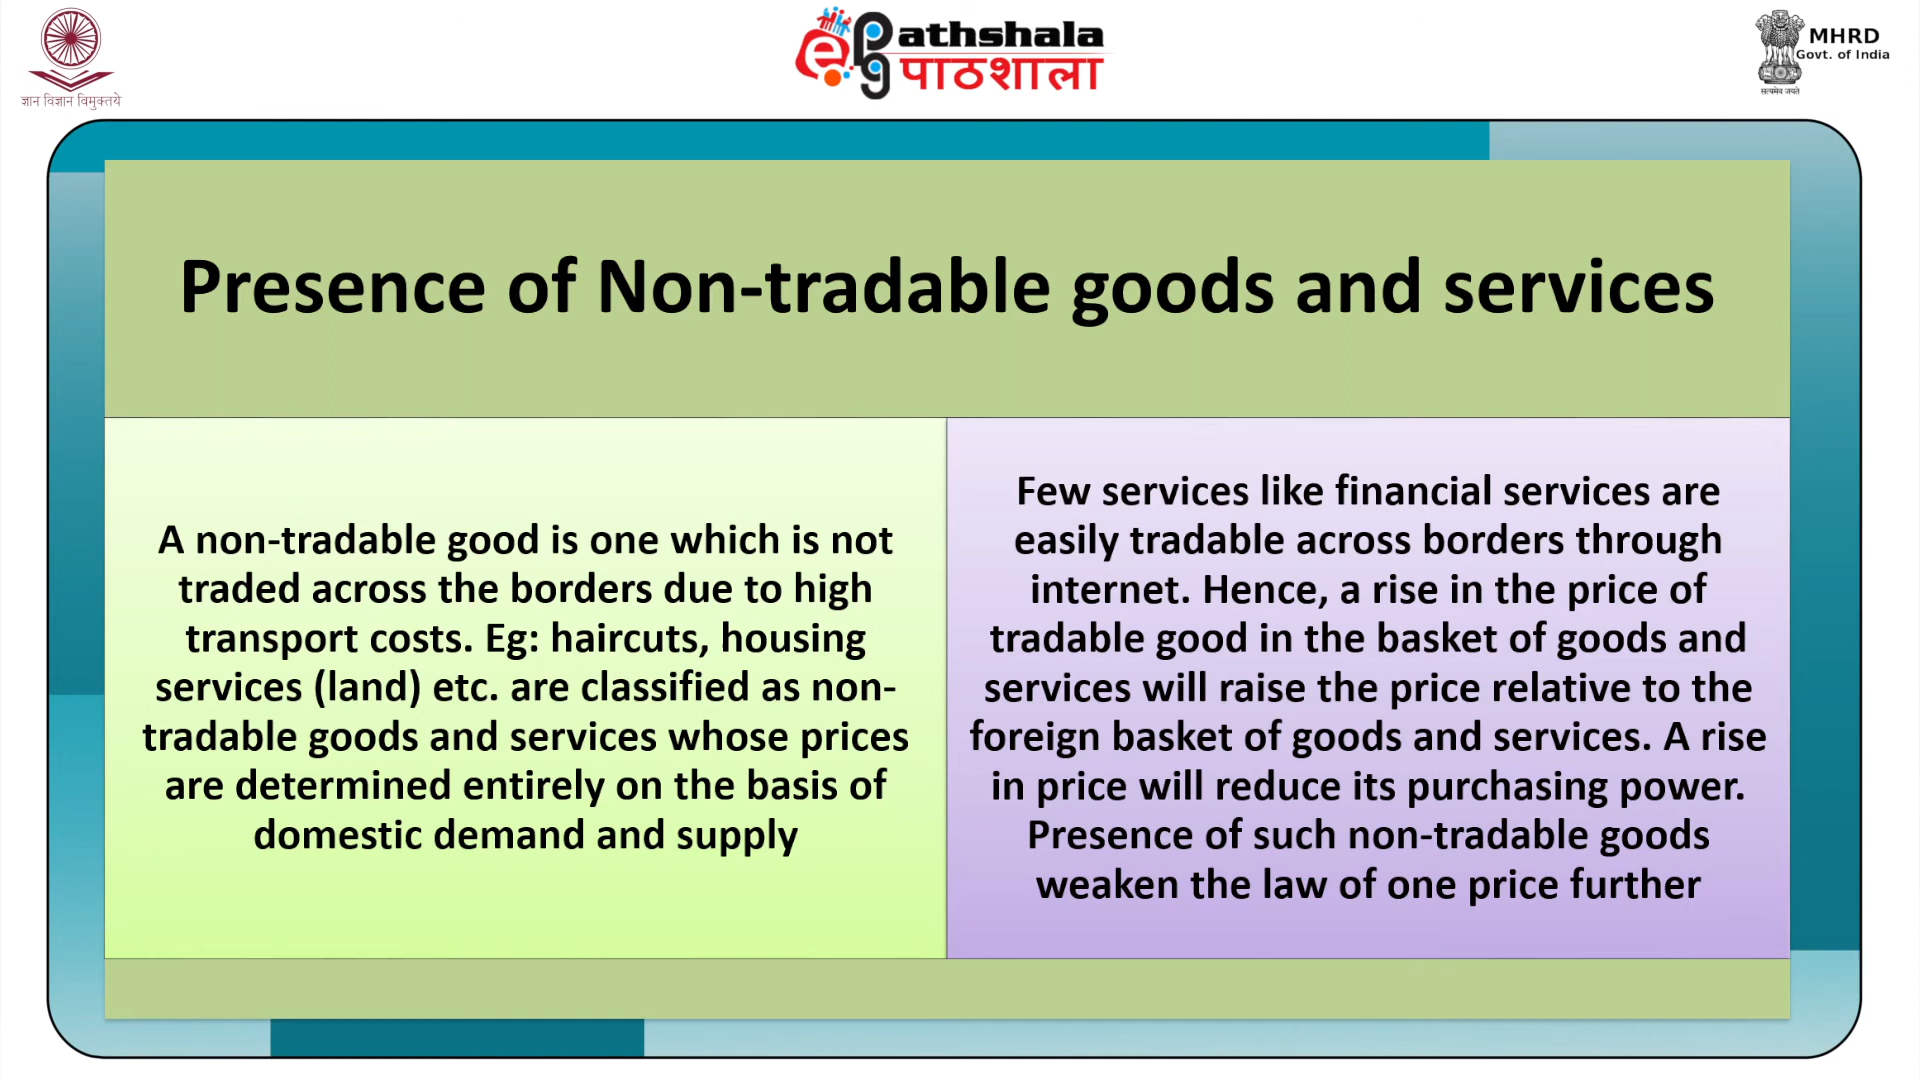 ज्ञान विज्ञान विमुक्तये
ePG Pathshala
पाठशाला
MHRD
Govt. of India
सत्यमेव जयते
Presence of Non-tradable goods and services
A non-tradable good is one which is not
traded across the borders due to high
transport costs. Eg: haircuts, housing
services (land) etc. are classified as non-
tradable goods and services whose prices
are determined entirely on the basis of
domestic demand and supply
Few services like financial services are
easily tradable across borders through
internet. Hence, a rise in the price of
tradable good in the basket of goods and
services will raise the price relative to the
foreign basket of goods and services. A rise
in price will reduce its purchasing power.
Presence of such non-tradable goods
weaken the law of one price further